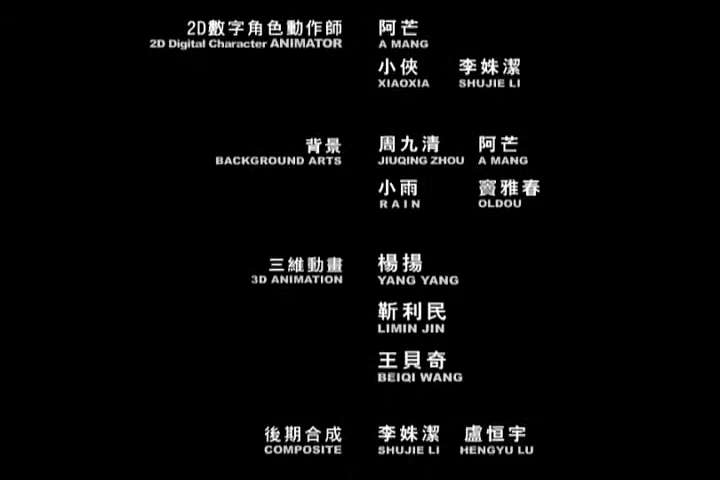 2D數字角色動作師 阿芒
2D Digital Character ANIMATOR A MANG
小俠 李姝潔
XIAOXIA SHUJIE LI
背景 周九清 阿芒
BACKGROUND ARTS JIUQING ZHOU A MANG
小雨 竇雅春
RAIN OLDOU
三維動畫 楊揚
3D ANIMATION YANG YANG
靳利民
LIMIN JIN
王貝奇
BEIQI WANG
後期合成 李姝潔 盧恒宇
COMPOSITE SHUJIE LI HENGYU LU